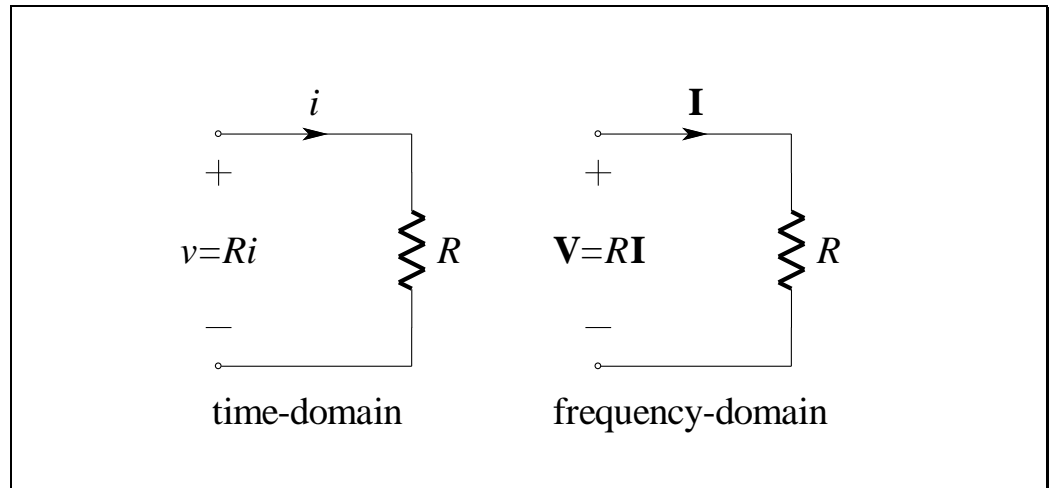 i I
+ +
v=Ri R V=RI R
− −
time-domain frequency-domain